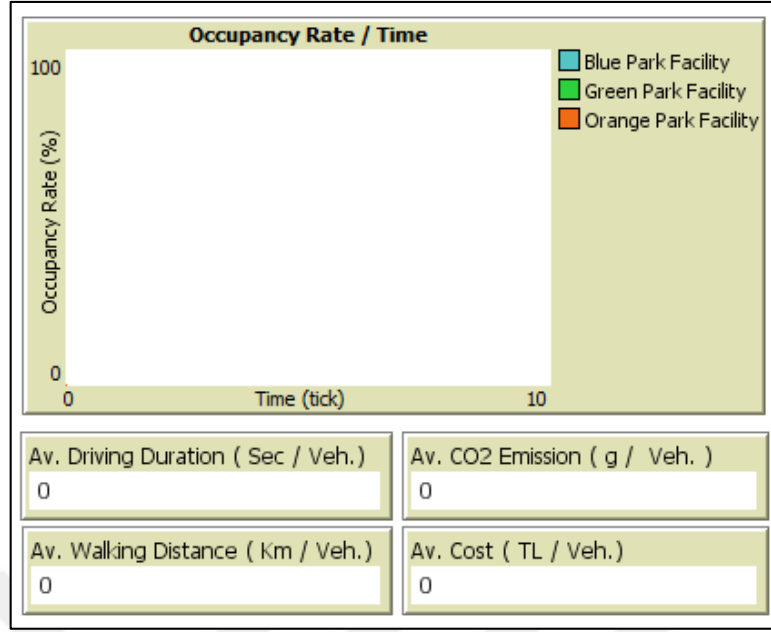 Occupancy Rate / Time
100
Occupancy Rate (%)
0
0
Time (tick)
10
Blue Park Facility
Green Park Facility
Orange Park Facility
Av. Driving Duration ( Sec / Veh.)
0
Av. CO2 Emission ( g / Veh. )
0
Av. Walking Distance ( Km / Veh.)
0
Av. Cost ( TL / Veh.)
0